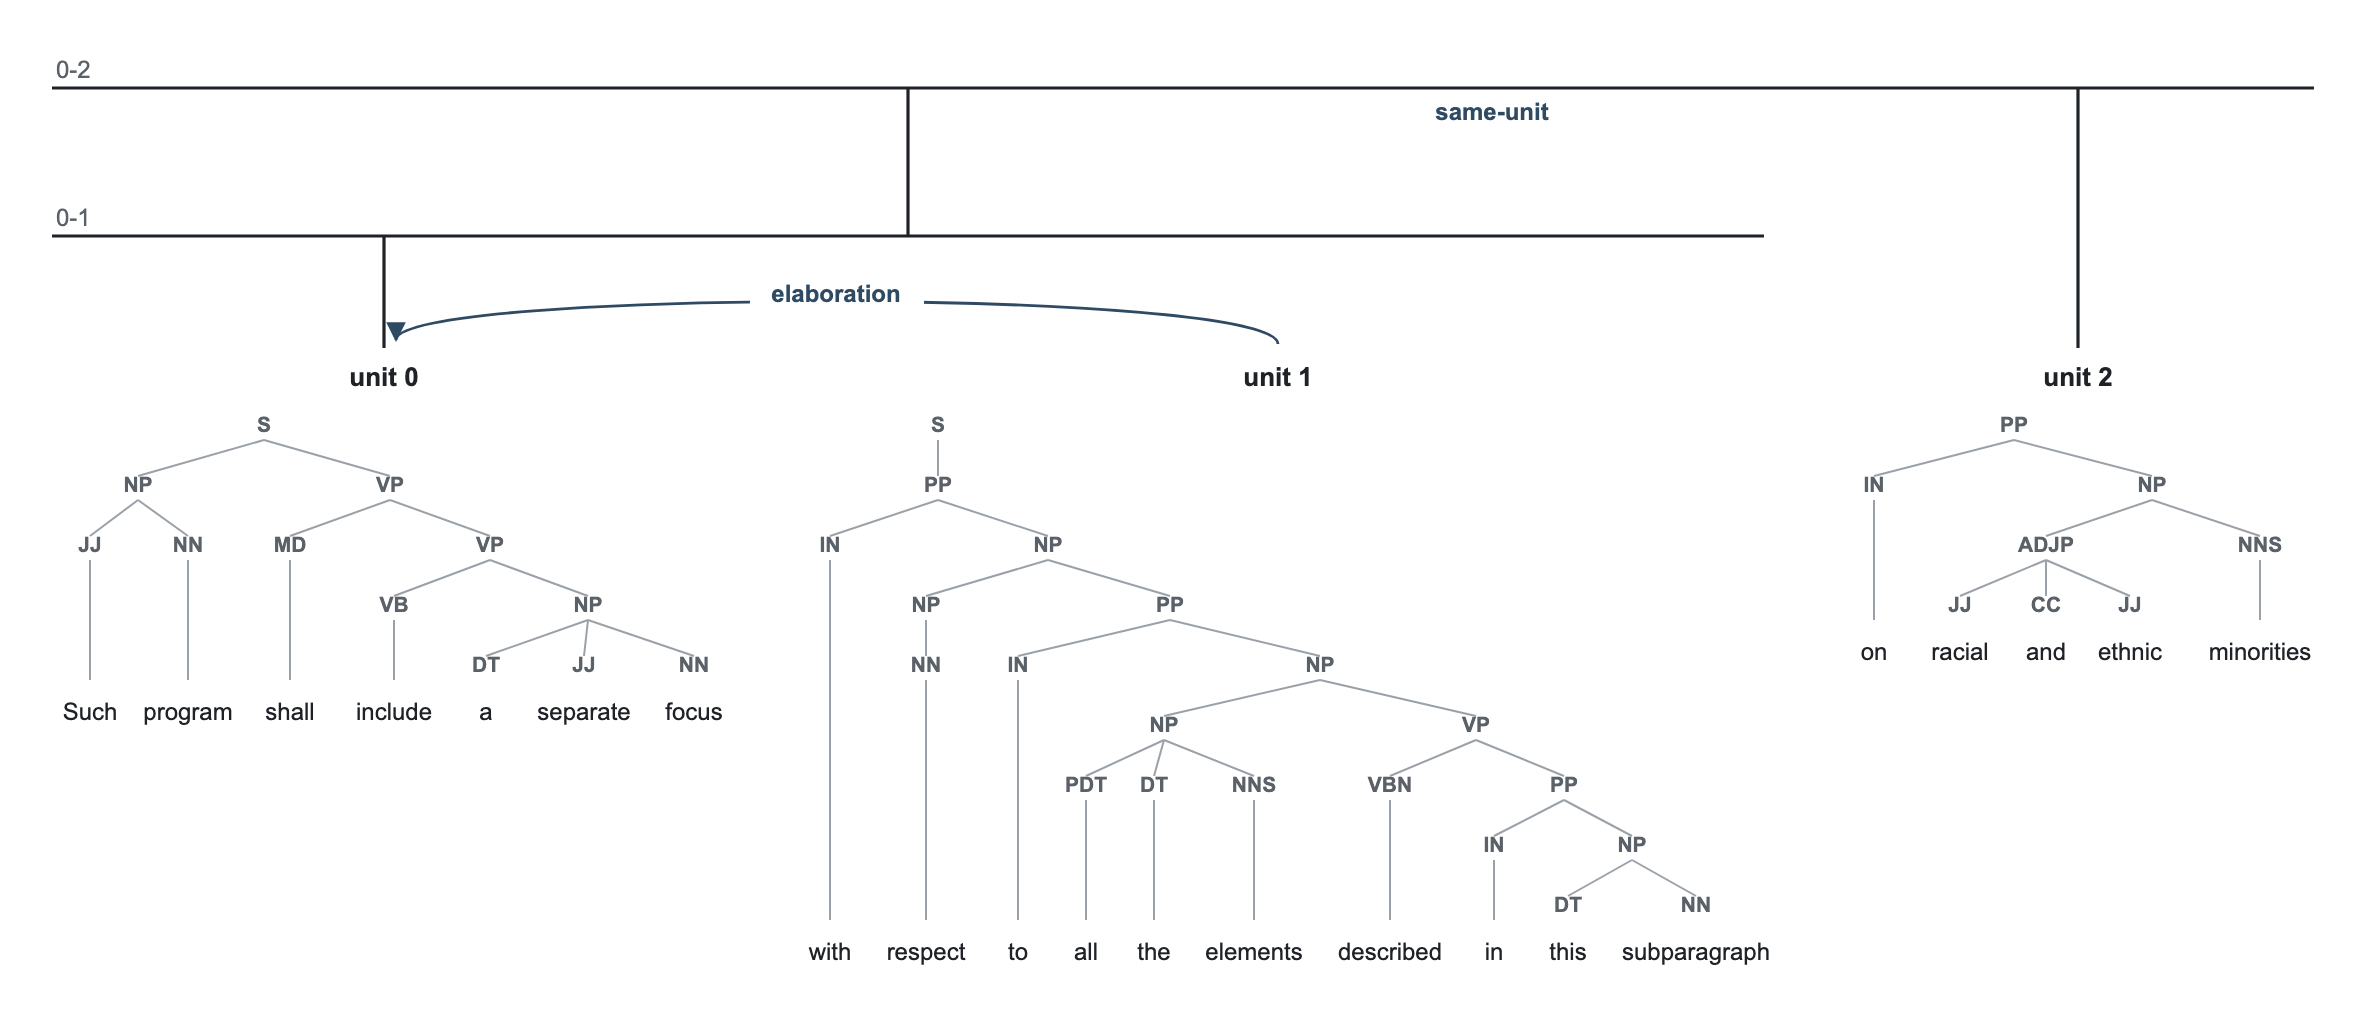 0-2
same-unit
0-1
elaboration
unit 0 unit 1 unit 2
S S PP
NP VP PP IN NP
JJ NN MD VP IN NP ADJP NNS
VB NP NP PP JJ CC JJ
on racial and ethnic minorities
DT JJ NN NN IN NP
Such program shall include a separate focus
NP VP
PDT DT NNS VBN PP
IN NP
DT NN
with respect to all the elements described in this subparagraph